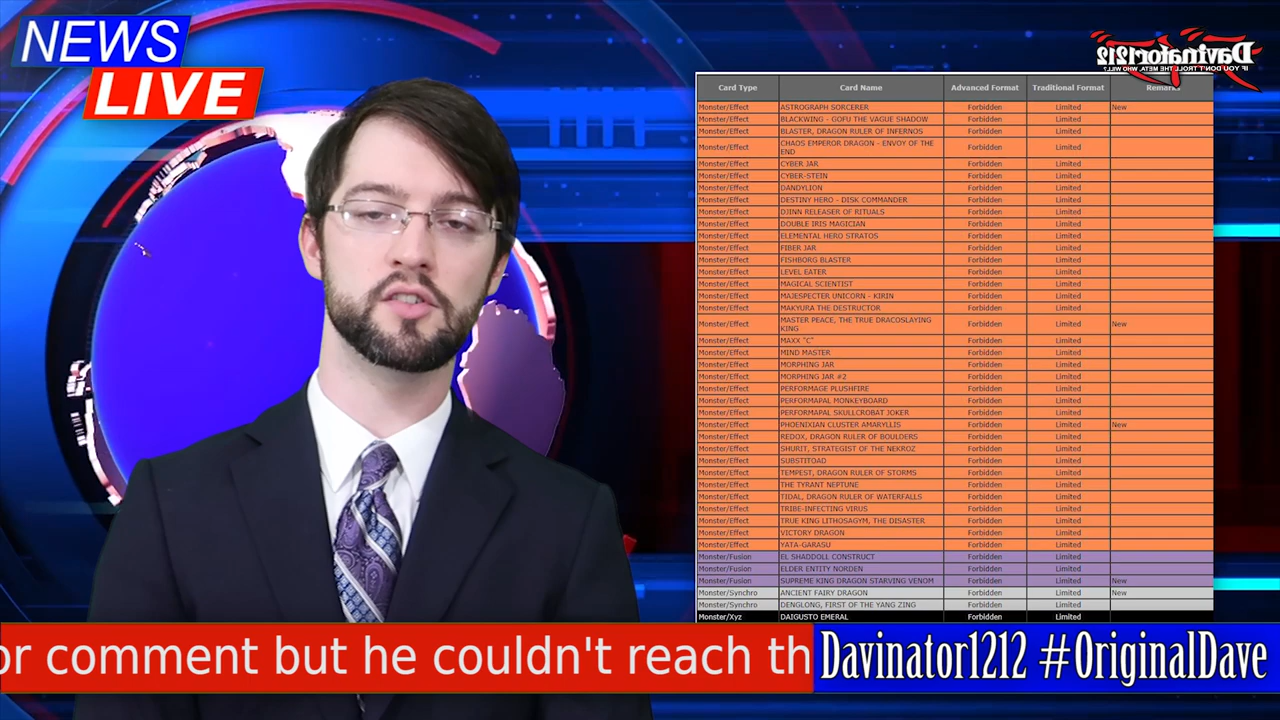 NEWS
LIVE
Davinator1212
IF YOU DON'T TROLL THE META, WHO WILL?
Card Type Card Name Advanced Format Traditional Format Remarks
Monster/Effect ASTROGRAPH SORCERER Forbidden Limited New
Monster/Effect BLACKWING - GOFU THE VAGUE SHADOW Forbidden Limited
Monster/Effect BLASTER, DRAGON RULER OF INFERNOS Forbidden Limited
Monster/Effect CHAOS EMPEROR DRAGON - ENVOY OF THE
END Forbidden Limited
Monster/Effect CYBER JAR Forbidden Limited
Monster/Effect CYBER-STEIN Forbidden Limited
Monster/Effect DANDYLION Forbidden Limited
Monster/Effect DESTINY HERO - DISK COMMANDER Forbidden Limited
Monster/Effect DJINN RELEASER OF RITUALS Forbidden Limited
Monster/Effect DOUBLE IRIS MAGICIAN Forbidden Limited
Monster/Effect ELEMENTAL HERO STRATOS Forbidden Limited
Monster/Effect FIBER JAR Forbidden Limited
Monster/Effect FISHBORG BLASTER Forbidden Limited
Monster/Effect LEVEL EATER Forbidden Limited
Monster/Effect MAGICAL SCIENTIST Forbidden Limited
Monster/Effect MAJESPECTER UNICORN - KIRIN Forbidden Limited
Monster/Effect MAKYURA THE DESTRUCTOR Forbidden Limited
Monster/Effect MASTER PEACE, THE TRUE DRACOSLAYING
KING Forbidden Limited New
Monster/Effect MAXX "C" Forbidden Limited
Monster/Effect MIND MASTER Forbidden Limited
Monster/Effect MORPHING JAR Forbidden Limited
Monster/Effect MORPHING JAR #2 Forbidden Limited
Monster/Effect PERFORMAGE PLUSHFIRE Forbidden Limited
Monster/Effect PERFORMAPAL MONKEYBOARD Forbidden Limited
Monster/Effect PERFORMAPAL SKULLCROBAT JOKER Forbidden Limited
Monster/Effect PHOENIXIAN CLUSTER AMARYLLIS Forbidden Limited New
Monster/Effect REDOX, DRAGON RULER OF BOULDERS Forbidden Limited
Monster/Effect SHURIT, STRATEGIST OF THE NEKROZ Forbidden Limited
Monster/Effect SUBSTITOAD Forbidden Limited
Monster/Effect TEMPEST, DRAGON RULER OF STORMS Forbidden Limited
Monster/Effect THE TYRANT NEPTUNE Forbidden Limited
Monster/Effect TIDAL, DRAGON RULER OF WATERFALLS Forbidden Limited
Monster/Effect TRIBE-INFECTING VIRUS Forbidden Limited
Monster/Effect TRUE KING LITHOSAGYM, THE DISASTER Forbidden Limited
Monster/Effect VICTORY DRAGON Forbidden Limited
Monster/Effect YATA-GARASU Forbidden Limited
Monster/Fusion EL SHADDOLL CONSTRUCT Forbidden Limited
Monster/Fusion ELDER ENTITY NORDEN Forbidden Limited
Monster/Fusion SUPREME KING DRAGON STARVING VENOM Forbidden Limited New
Monster/Synchro ANCIENT FAIRY DRAGON Forbidden Limited New
Monster/Synchro DENGLONG, FIRST OF THE YANG ZING Forbidden Limited
Monster/Xyz DAIGUSTO EMERAL Forbidden Limited
or comment but he couldn't reach th
Davinator1212 #OriginalDave